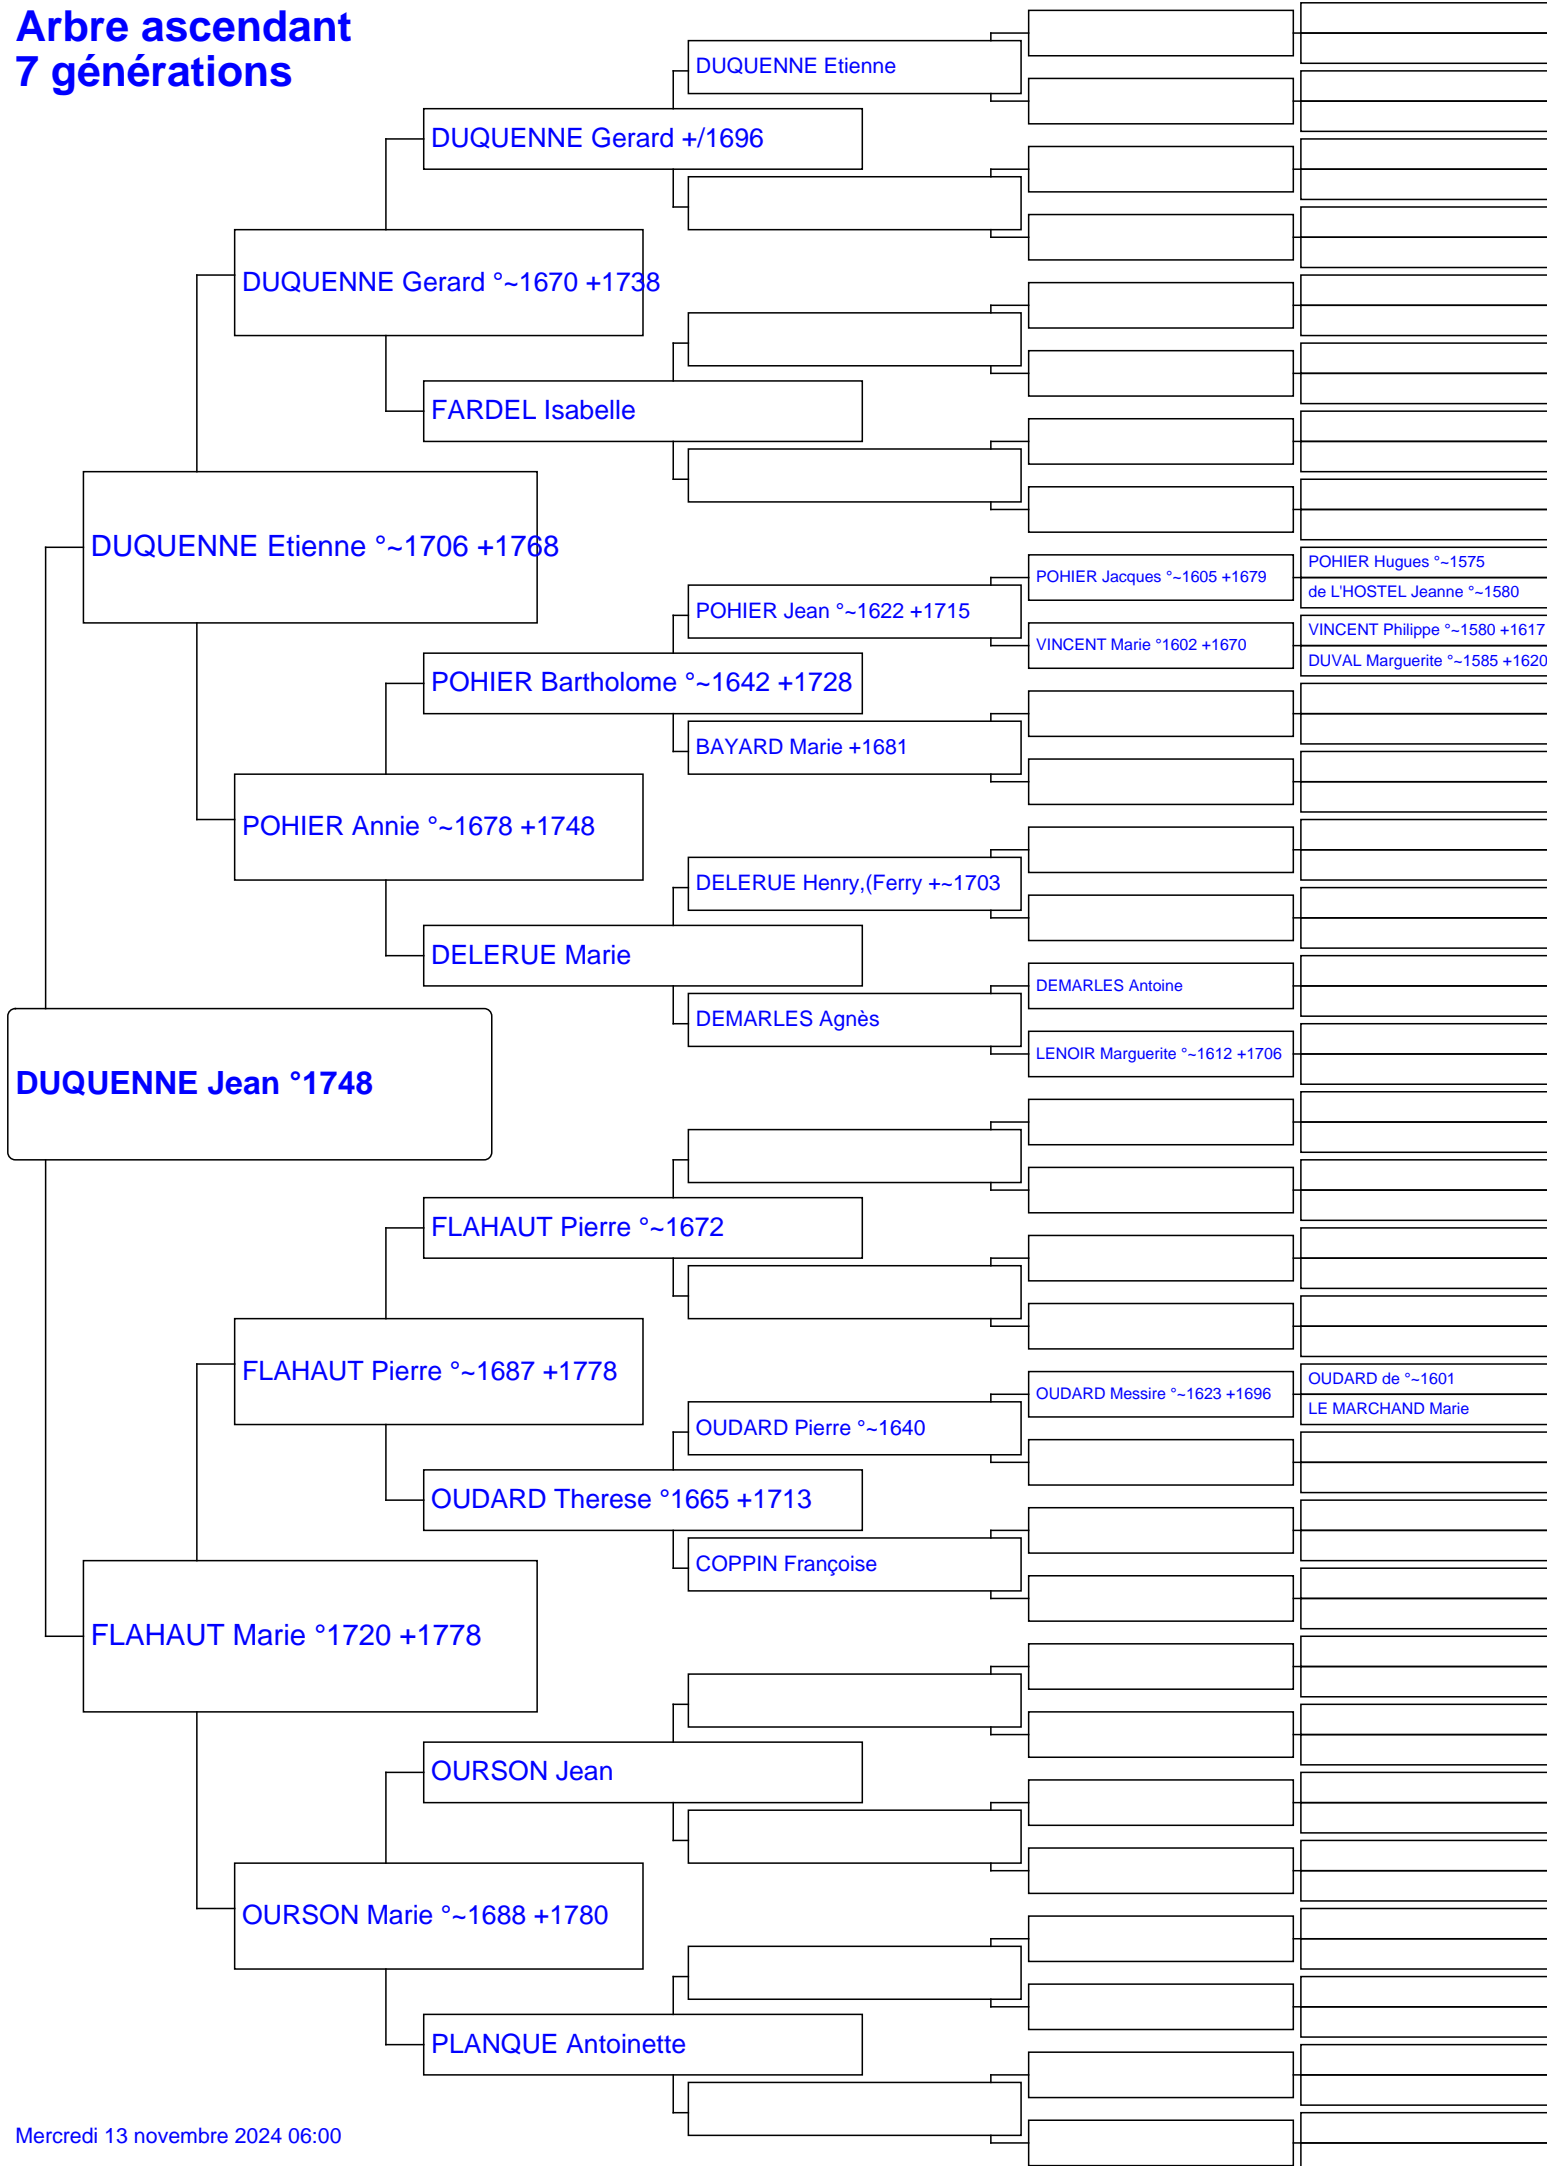 Arbre ascendant
7 générations
DUQUENNE Etienne
DUQUENNE Gerard +/1696
DUQUENNE Gerard °~1670 +1738
FARDEL Isabelle
DUQUENNE Etienne °~1706 +1768
POHIER Hugues °~1575
POHIER Jacques °~1605 +1679
de L'HOSTEL Jeanne °~1580
POHIER Jean °~1622 +1715
VINCENT Philippe °~1580 +1617
VINCENT Marie °1602 +1670
DUVAL Marguerite °~1585 +1620
POHIER Bartholome °~1642 +1728
BAYARD Marie +1681
POHIER Annie °~1678 +1748
DELERUE Henry,(Ferry +~1703
DELERUE Marie
DEMARLES Antoine
DEMARLES Agnès
LENOIR Marguerite °~1612 +1706
DUQUENNE Jean °1748
FLAHAUT Pierre °~1672
FLAHAUT Pierre °~1687 +1778
OUDARD de °~1601
OUDARD Messire °~1623 +1696
LE MARCHAND Marie
OUDARD Pierre °~1640
OUDARD Therese °1665 +1713
COPPIN Françoise
FLAHAUT Marie °1720 +1778
OURSON Jean
OURSON Marie °~1688 +1780
PLANQUE Antoinette
Mercredi 13 novembre 2024 06:00